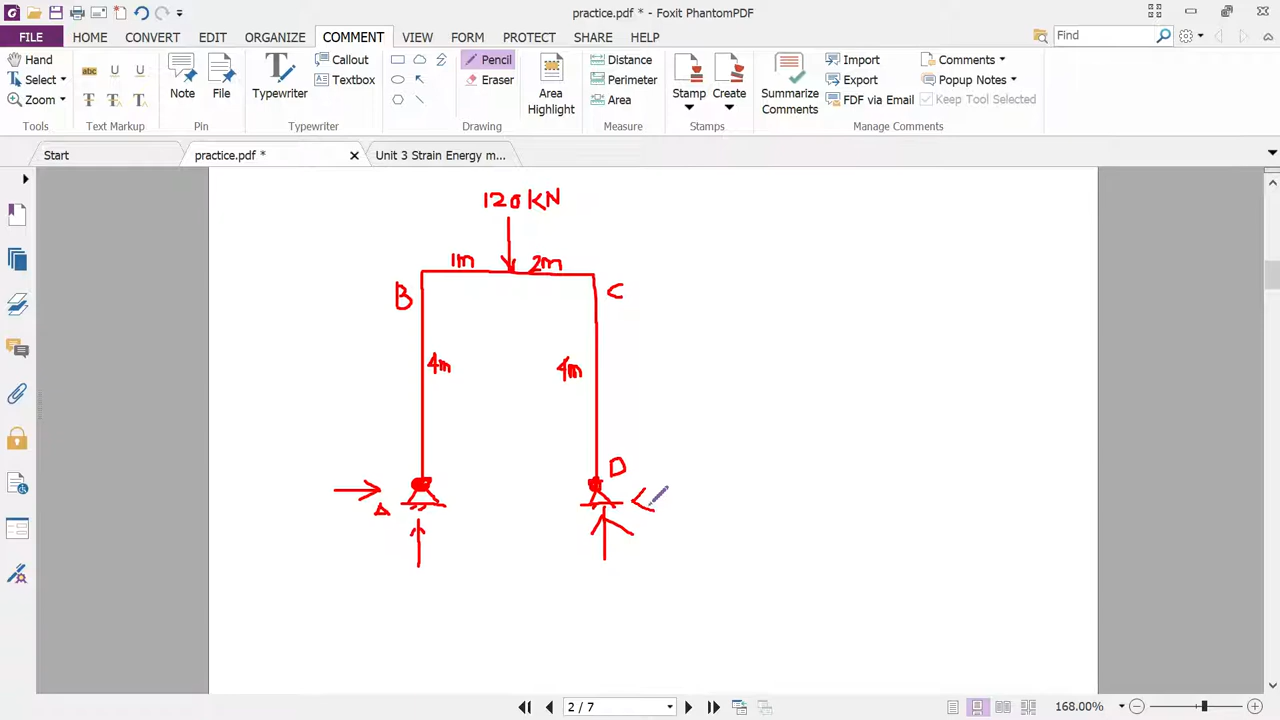 practice.pdf * - Foxit PhantomPDF
FILE HOME CONVERT EDIT ORGANIZE COMMENT VIEW FORM PROTECT SHARE HELP Find
Hand
Select
Zoom
Tools
Text Markup
Note
File
Pin
Typewriter
Callout
Textbox
Typewriter
Pencil
Eraser
Area
Highlight
Drawing
Distance
Perimeter
Area
Measure
Stamp
Create
Stamps
Summarize
Comments
Import
Export
FDF via Email
Comments
Popup Notes
Keep Tool Selected
Manage Comments
Start practice.pdf * Unit 3 Strain Energy m...
120 kN
1m 2m
B C
4m 4m
D
A
2 / 7 168.00%